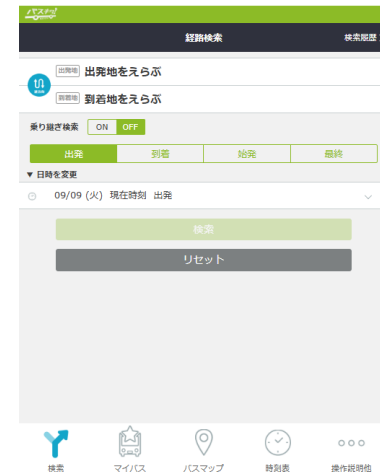 バスナビ
経路検索 検索履歴
出発地 出発地をえらぶ
到着地 到着地をえらぶ
乗り継ぎ検索 ON OFF
出発 到着 始発 最終
▼ 日時を変更
09/09 (火) 現在時刻 出発
検索
リセット
検索 マイバス バスマップ 時刻表 操作説明他